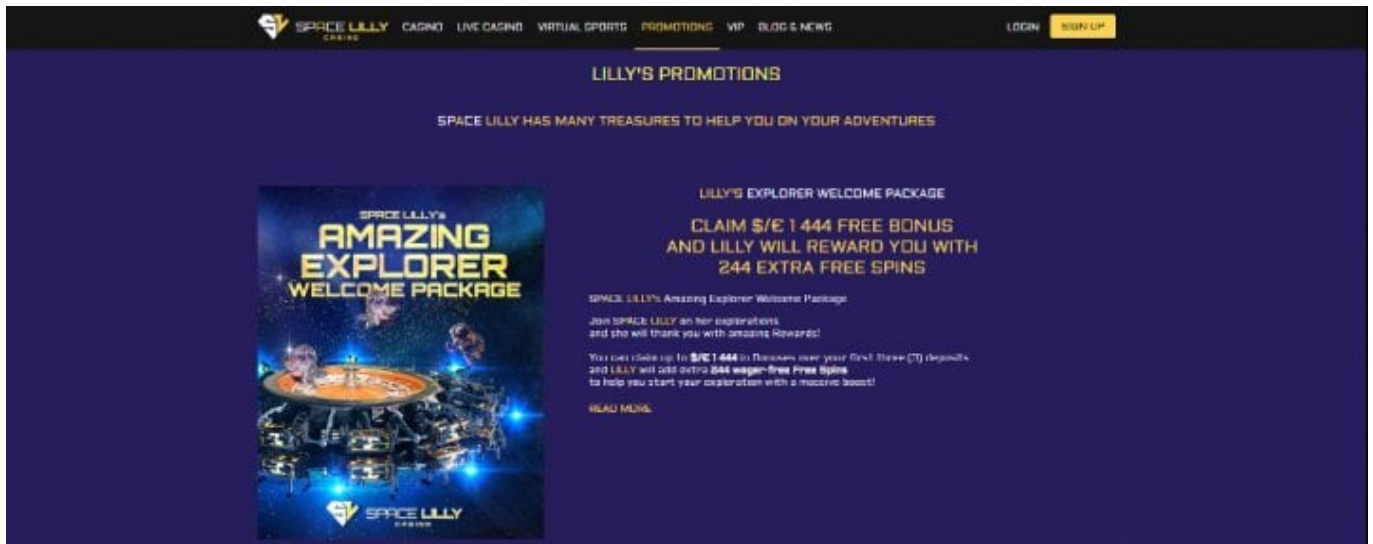 SPACE LILLY CASINO LIVE CASINO VIRTUAL SPORTS PROMOTIONS VIP BLOG & NEWS LOGIN SIGN UP
CASINO
LILLY'S PROMOTIONS
SPACE LILLY HAS MANY TREASURES TO HELP YOU ON YOUR ADVENTURES
SPACE LILLY's
AMAZING
EXPLORER
WELCOME PACKAGE
SPACE LILLY
CASINO
LILLY'S EXPLORER WELCOME PACKAGE
CLAIM $/€ 1 444 FREE BONUS
AND LILLY WILL REWARD YOU WITH
244 EXTRA FREE SPINS
SPACE LILLY's Amazing Explorer Welcome Package
Join SPACE LILLY on her explorations
and she will thank you with amazing Rewards!
You can claim up to $/€ 1 444 in Bonuses over your first three (3) deposits
and LILLY will add extra 244 wager-free Free Spins
to help you start your exploration with a massive boost!
READ MORE